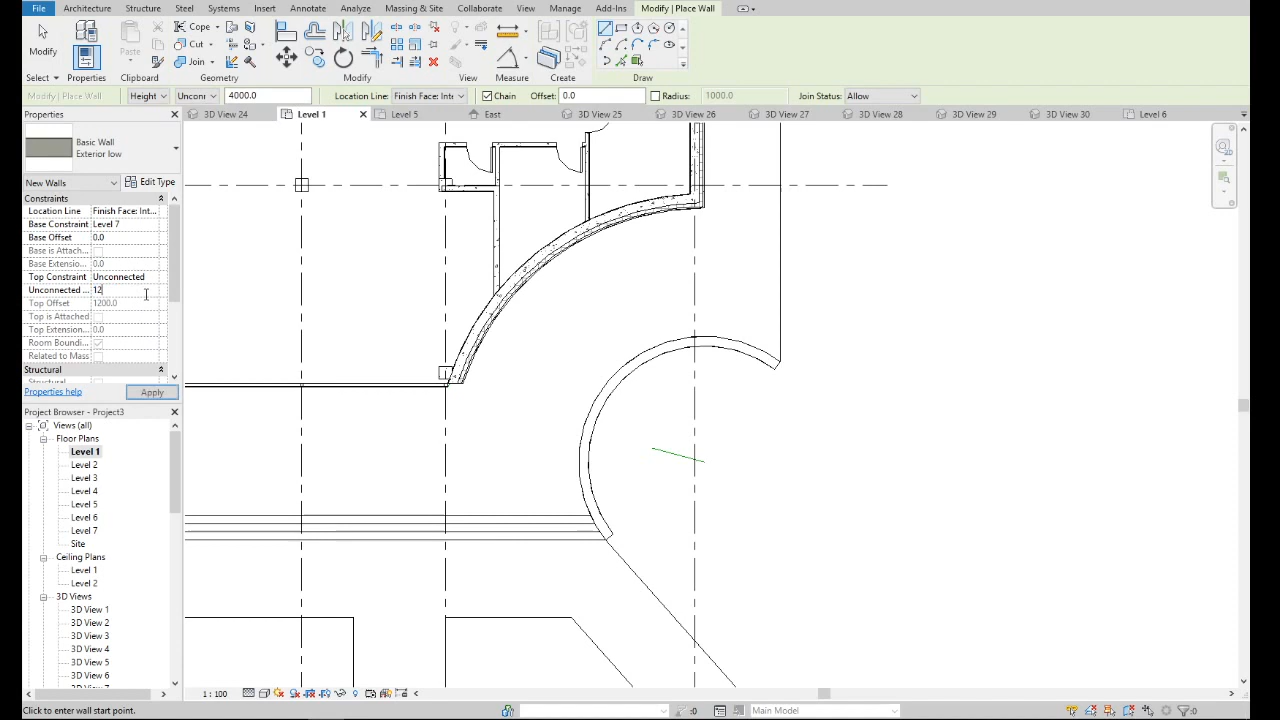 File Architecture Structure Steel Systems Insert Annotate Analyze Massing & Site Collaborate View Manage Add-Ins Modify | Place Wall
Modify Paste Cope Cut Join
Select Properties Clipboard Geometry Modify View Measure Create Draw
Modify | Place Wall Height Unconr 4000.0 Location Line: Finish Face: Inte Chain Offset: 0.0 Radius: 1000.0 Join Status: Allow
Properties 3D View 24 Level 1 Level 5 East 3D View 25 3D View 26 3D View 27 3D View 28 3D View 29 3D View 30 Level 6
Basic Wall
Exterior low
New Walls Edit Type
Constraints
Location Line Finish Face: Int...
Base Constraint Level 7
Base Offset 0.0
Base is Attach...
Base Extensio... 0.0
Top Constraint Unconnected
Unconnected ... 12
Top Offset 1200.0
Top is Attached
Top Extension... 0.0
Room Boundi...
Related to Mass
Structural
Structural
Properties help Apply
Project Browser - Project3
Views (all)
Floor Plans
Level 1
Level 2
Level 3
Level 4
Level 5
Level 6
Level 7
Site
Ceiling Plans
Level 1
Level 2
3D Views
3D View 1
3D View 2
3D View 3
3D View 4
3D View 5
3D View 6
3D View 7
1 : 100
Click to enter wall start point. :0 Main Model :0